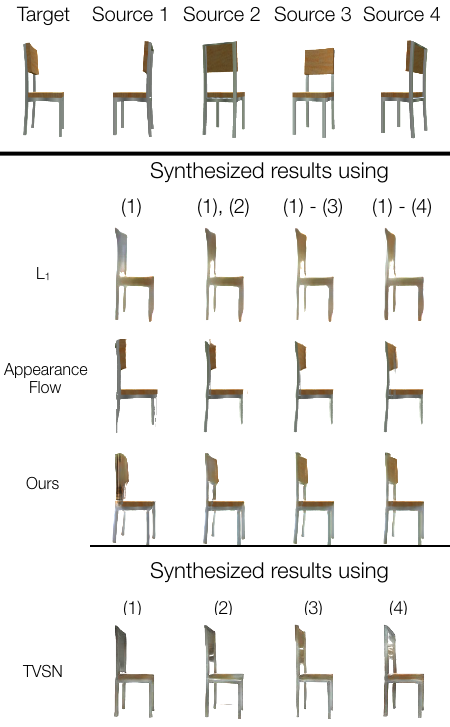 Target Source 1 Source 2 Source 3 Source 4
Synthesized results using
(1) (1), (2) (1) - (3) (1) - (4)
L₁
Appearance
Flow
Ours
Synthesized results using
(1) (2) (3) (4)
TVSN